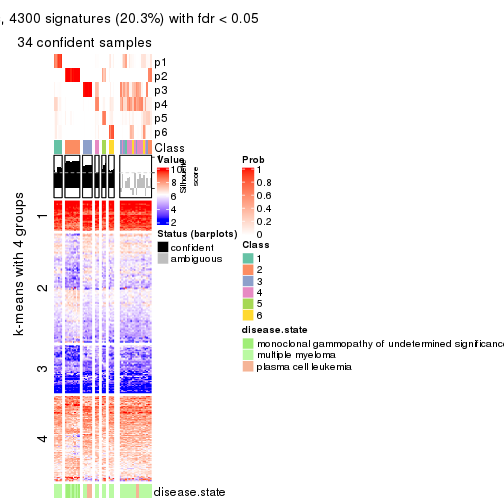 , 4300 signatures (20.3%) with fdr < 0.05
34 confident samples
p1
p2
p3
p4
p5
p6
Class
Silhouette
score
k-means with 4 groups
1
2
3
4
disease.state
Value
10
8
6
4
2
Status (barplots)
confident
ambiguous
Prob
1
0.8
0.6
0.4
0.2
0
Class
1
2
3
4
5
6
disease.state
monoclonal gammopathy of undetermined significance
multiple myeloma
plasma cell leukemia